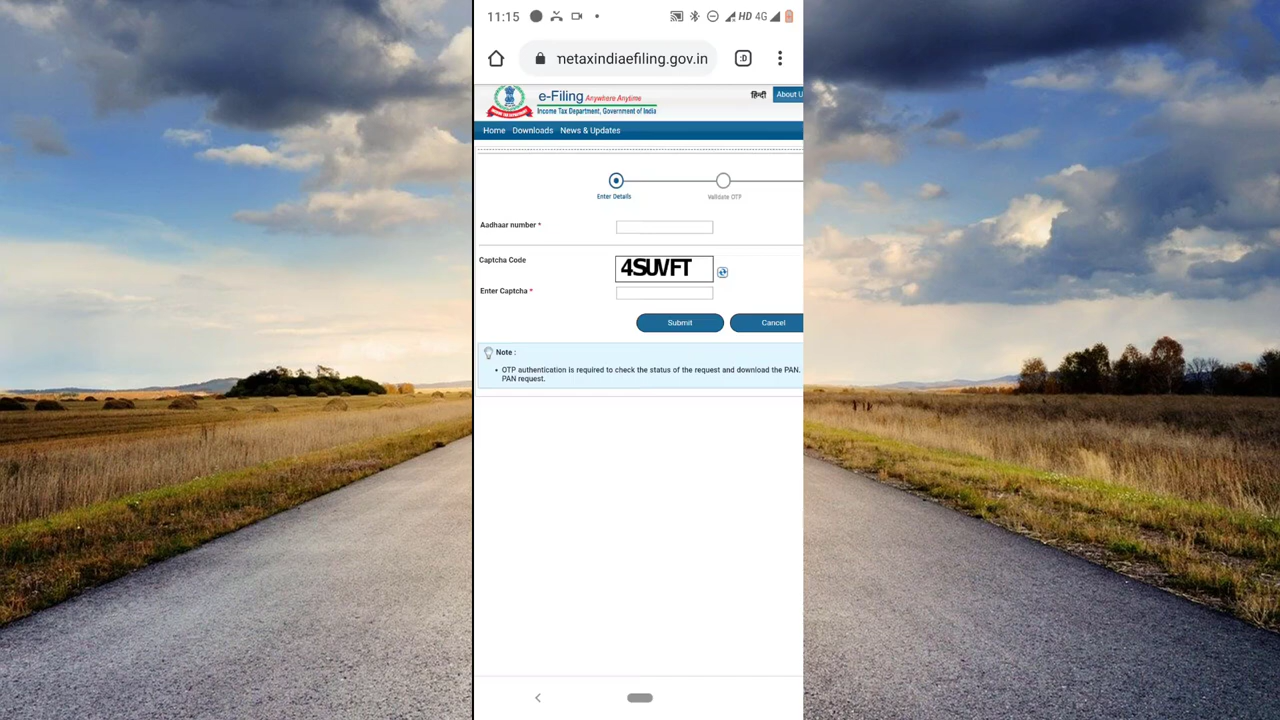 11:15 HD 4G
netaxindiaefiling.gov.in :D
e-Filing Anywhere Anytime
Income Tax Department, Government of India
हिन्दी About U
Home Downloads News & Updates
Enter Details Validate OTP
Aadhaar number *
Captcha Code 4SUVFT
Enter Captcha *
Submit Cancel
Note :
• OTP authentication is required to check the status of the request and download the PAN.
PAN request.